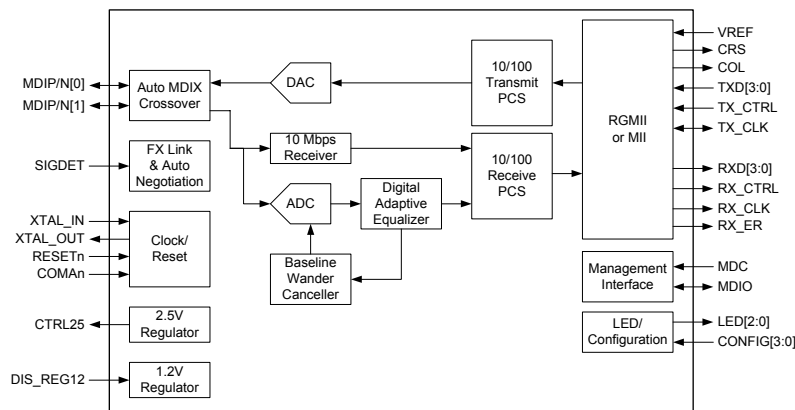 MDIP/N[0]
MDIP/N[1]
SIGDET
XTAL_IN
XTAL_OUT
RESETn
COMAn
CTRL25
DIS_REG12
Auto MDIX
Crossover
FX Link
& Auto
Negotiation
Clock/
Reset
2.5V
Regulator
1.2V
Regulator
DAC
10 Mbps
Receiver
ADC
Digital
Adaptive
Equalizer
Baseline
Wander
Canceller
10/100
Transmit
PCS
10/100
Receive
PCS
RGMII
or MII
Management
Interface
LED/
Configuration
VREF
CRS
COL
TXD[3:0]
TX_CTRL
TX_CLK
RXD[3:0]
RX_CTRL
RX_CLK
RX_ER
MDC
MDIO
LED[2:0]
CONFIG[3:0]